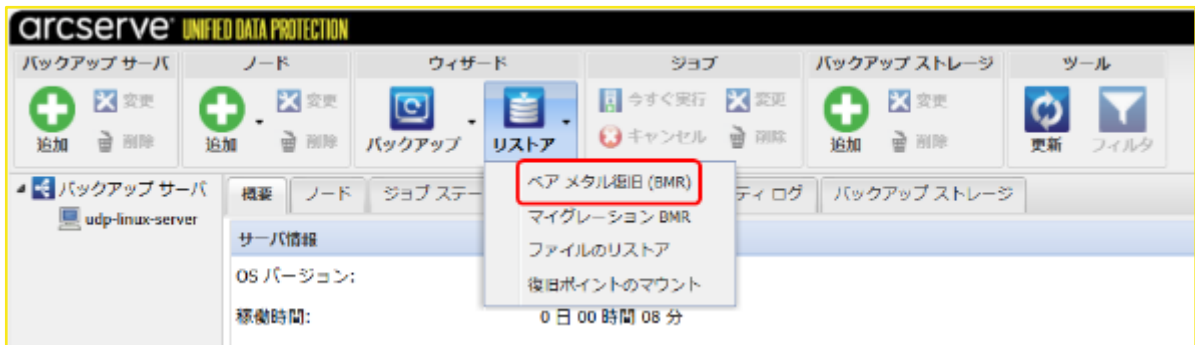 arcserve® UNIFIED DATA PROTECTION
バックアップ サーバ ノード ウィザード ジョブ バックアップ ストレージ ツール
追加 変更 削除 追加 変更 削除 バックアップ リストア 今すぐ実行 変更 キャンセル 削除 追加 変更 削除 更新 フィルタ
バックアップ サーバ
udp-linux-server
概要 ノード ジョブ ステー ティ ログ バックアップ ストレージ
ベア メタル復旧 (BMR)
マイグレーション BMR
ファイルのリストア
復旧ポイントのマウント
サーバ情報
OS バージョン:
稼働時間: 0 日 00 時間 08 分